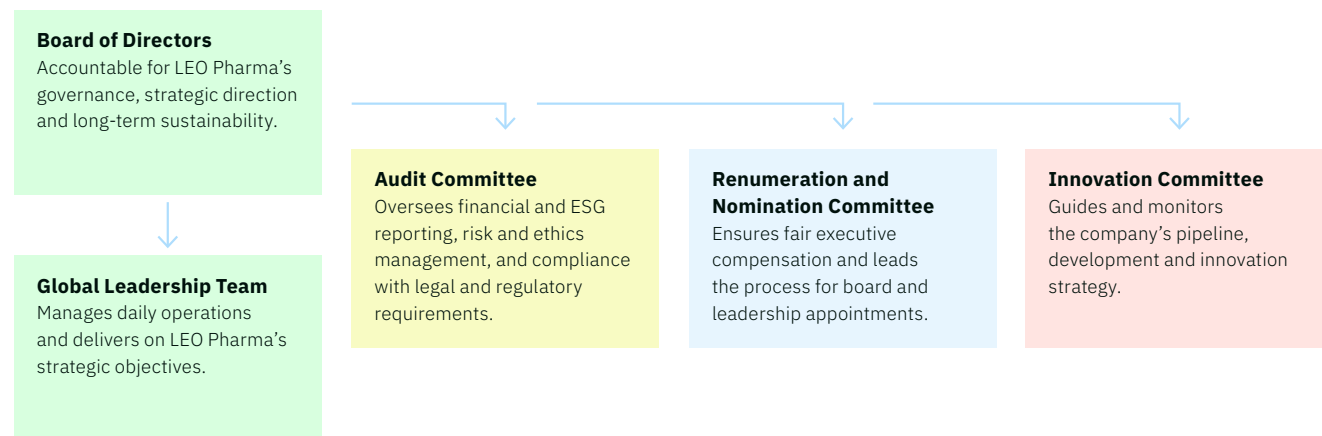 Board of Directors
Accountable for LEO Pharma’s
governance, strategic direction
and long-term sustainability.
Global Leadership Team
Manages daily operations
and delivers on LEO Pharma’s
strategic objectives.
Audit Committee
Oversees financial and ESG
reporting, risk and ethics
management, and compliance
with legal and regulatory
requirements.
Renumeration and
Nomination Committee
Ensures fair executive
compensation and leads
the process for board and
leadership appointments.
Innovation Committee
Guides and monitors
the company’s pipeline,
development and innovation
strategy.